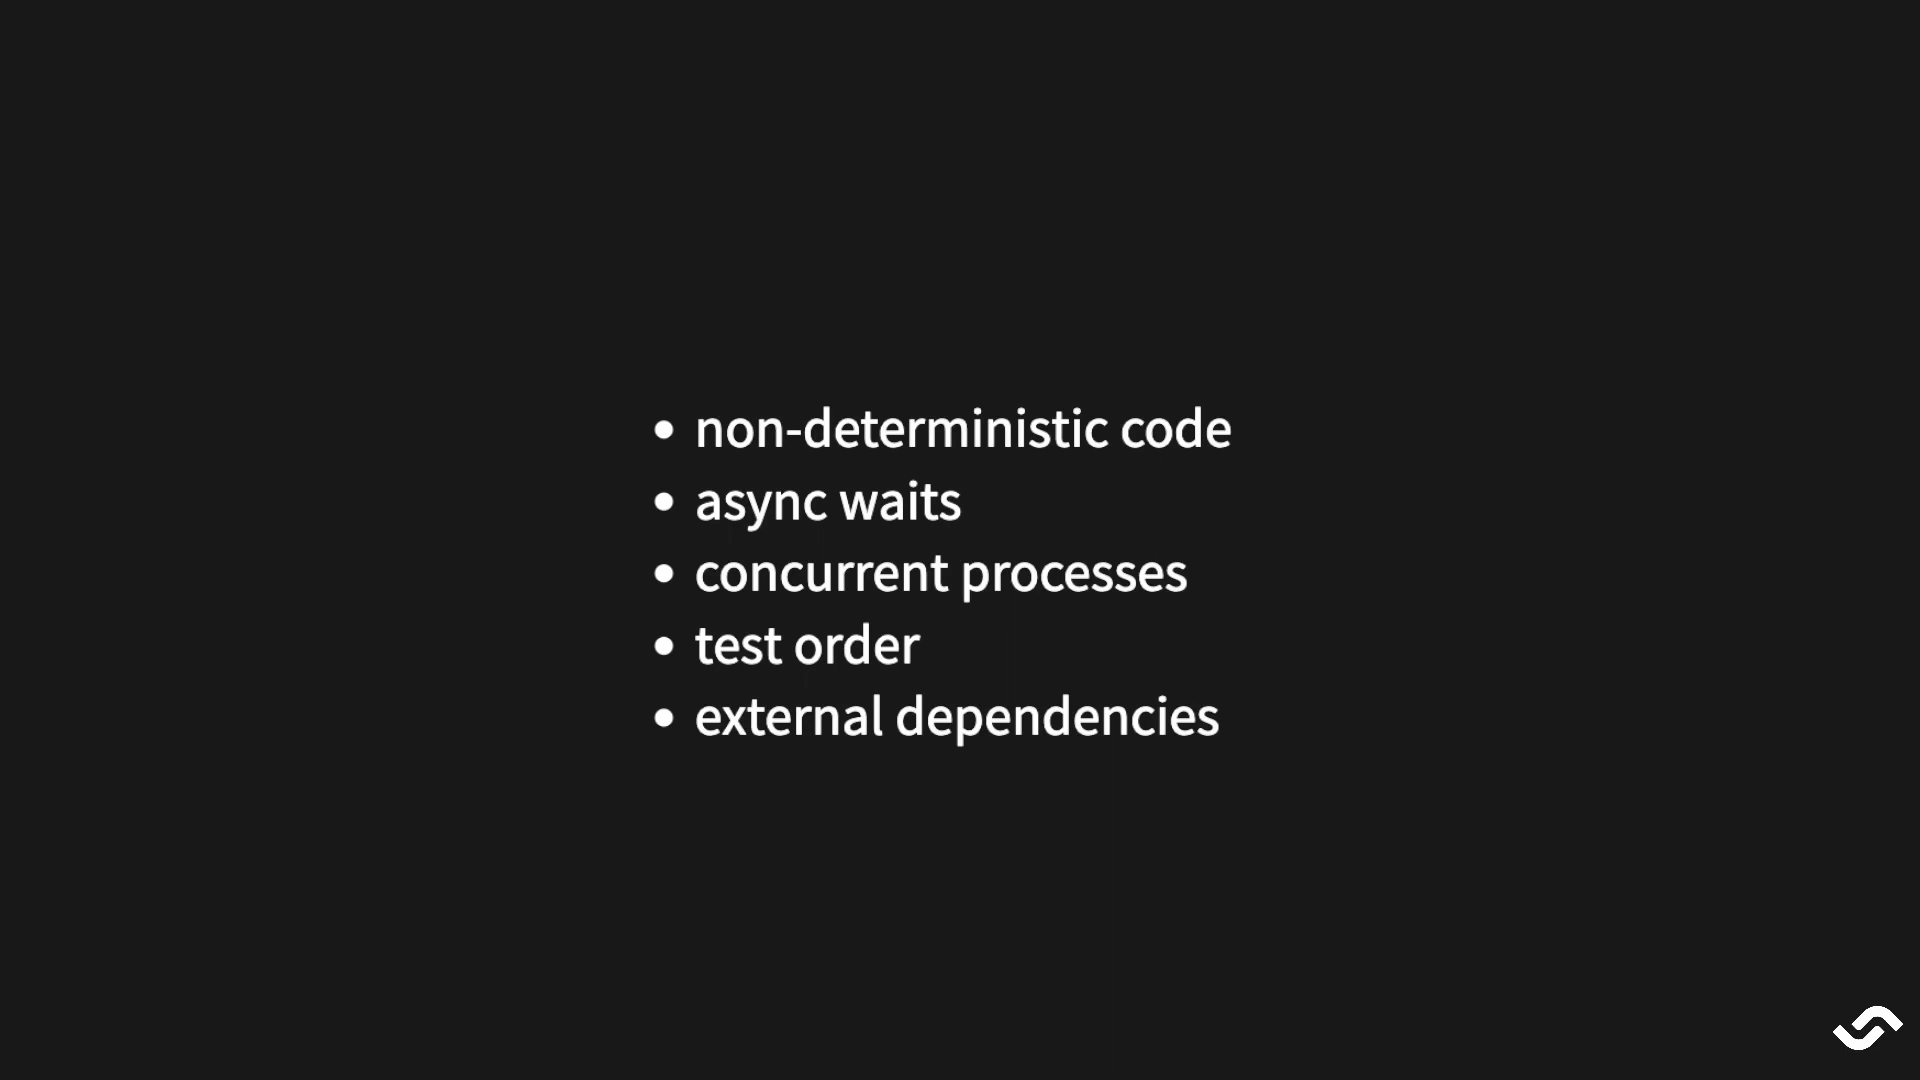 • non-deterministic code
• async waits
• concurrent processes
• test order
• external dependencies